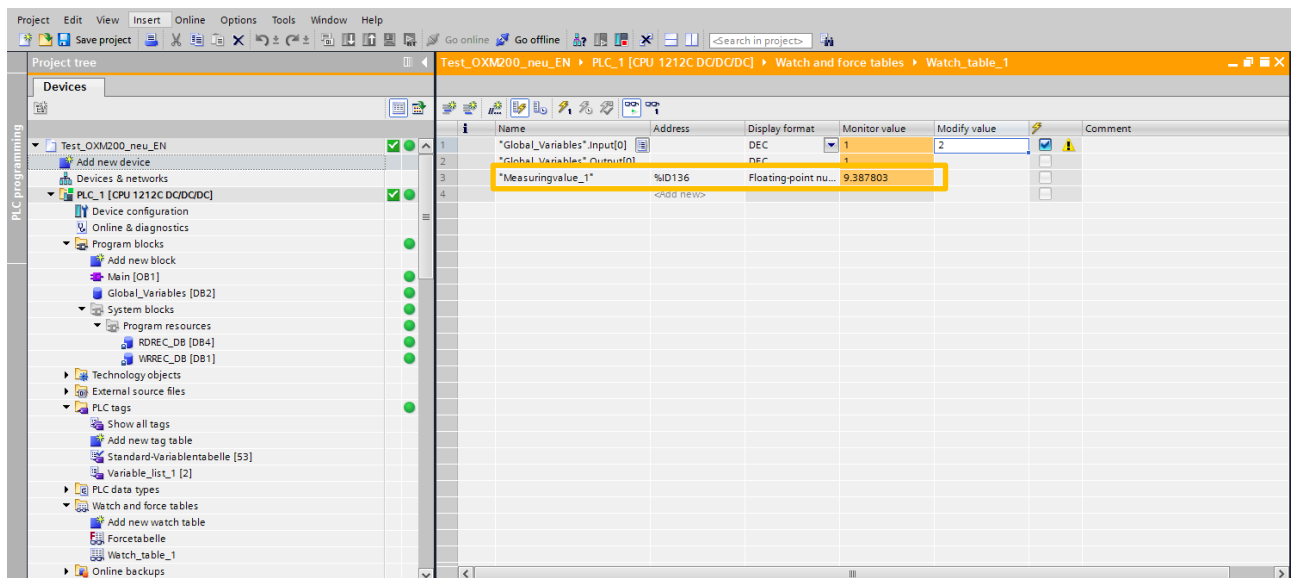 Project Edit View Insert Online Options Tools Window Help
Save project Go online Go offline <Search in project>
Project tree
Test_OXM200_neu_EN ▸ PLC_1 [CPU 1212C DC/DC/DC] ▸ Watch and force tables ▸ Watch_table_1
Devices
PLC programming
i Name Address Display format Monitor value Modify value Comment
1 "Global_Variables".Input[0] DEC 1 2
2 "Global_Variables".Output[0] DEC 1
3 "Measuringvalue_1" %ID136 Floating-point nu... 9.387803
4 <Add new>
Test_OXM200_neu_EN
Add new device
Devices & networks
PLC_1 [CPU 1212C DC/DC/DC]
Device configuration
Online & diagnostics
Program blocks
Add new block
Main [OB1]
Global_Variables [DB2]
System blocks
Program resources
RDREC_DB [DB4]
WRREC_DB [DB1]
Technology objects
External source files
PLC tags
Show all tags
Add new tag table
Standard-Variablentabelle [53]
Variable_list_1 [2]
PLC data types
Watch and force tables
Add new watch table
Forcetabelle
Watch_table_1
Online backups